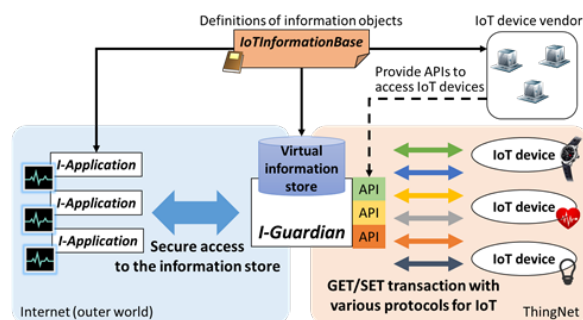 Definitions of information objects
IoTInformationBase
IoT device vendor
Provide APIs to
access IoT devices
I-Application
I-Application
I-Application
Virtual
information
store
I-Guardian
API
API
API
IoT device
IoT device
IoT device
Secure access
to the information store
GET/SET transaction with
various protocols for IoT
Internet (outer world)
ThingNet